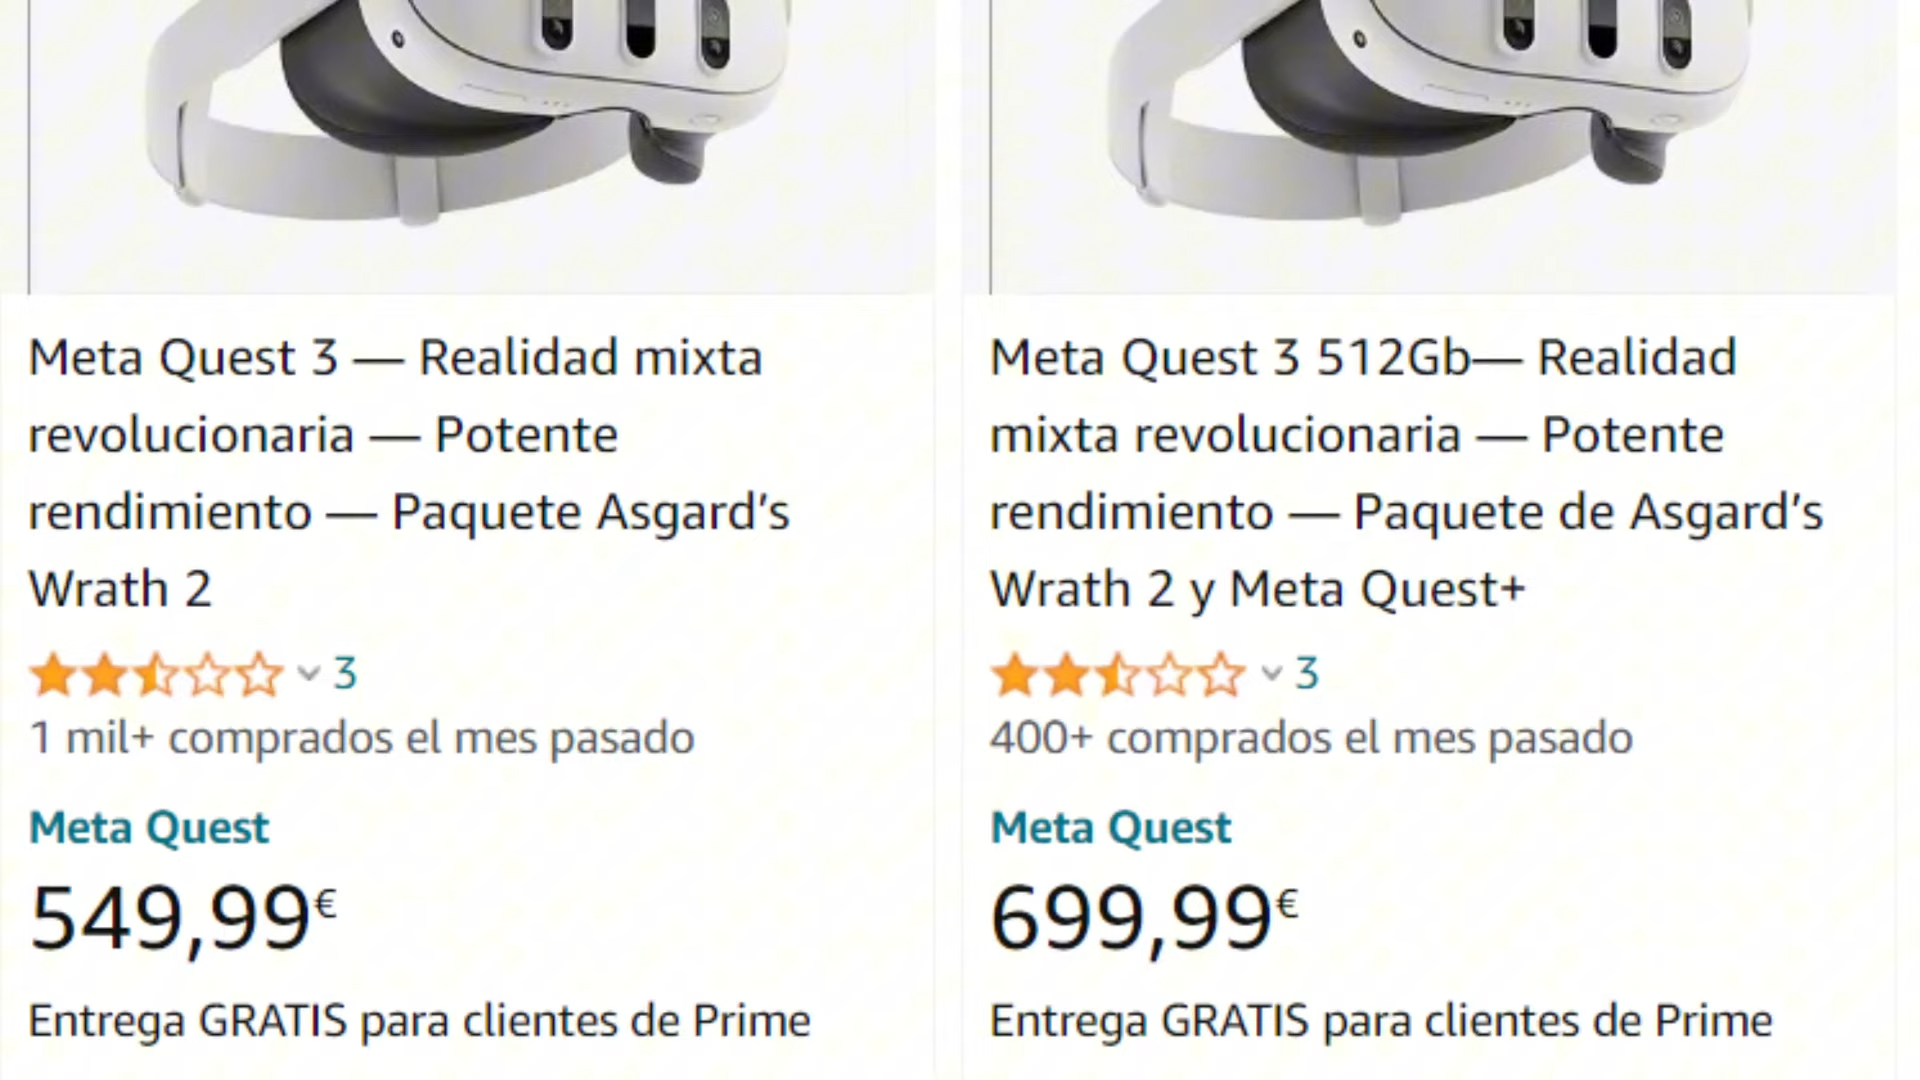 Meta Quest 3 — Realidad mixta
revolucionaria — Potente
rendimiento — Paquete Asgard’s
Wrath 2
3
1 mil+ comprados el mes pasado
Meta Quest
549,99€
Entrega GRATIS para clientes de Prime
Meta Quest 3 512Gb— Realidad
mixta revolucionaria — Potente
rendimiento — Paquete de Asgard’s
Wrath 2 y Meta Quest+
3
400+ comprados el mes pasado
Meta Quest
699,99€
Entrega GRATIS para clientes de Prime